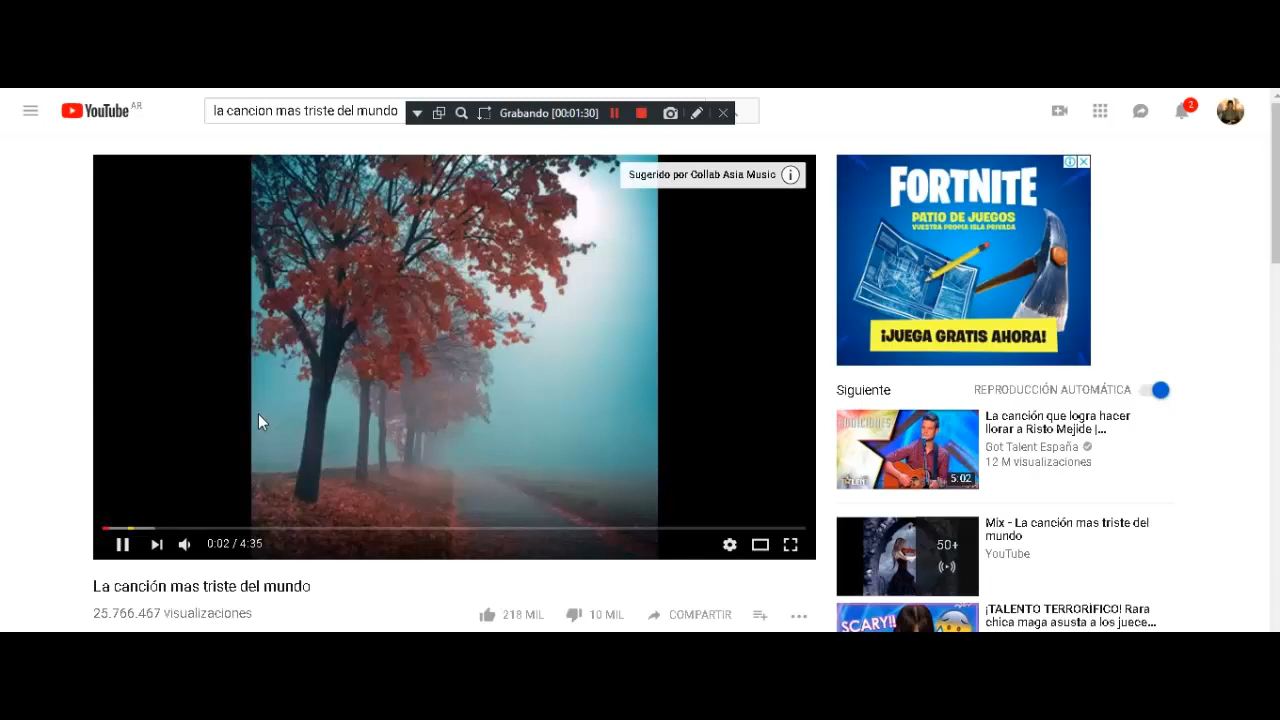 YouTube AR
la cancion mas triste del mundo
Grabando [00:01:30]
2
Sugerido por Collab Asia Music
FORTNITE
PATIO DE JUEGOS
VUESTRA PROPIA ISLA PRIVADA
¡JUEGA GRATIS AHORA!
0:02 / 4:35
La canción mas triste del mundo
25.766.467 visualizaciones
218 MIL
10 MIL
COMPARTIR
Siguiente
REPRODUCCIÓN AUTOMÁTICA
5:02
La canción que logra hacer
llorar a Risto Mejide |...
Got Talent España
12 M visualizaciones
50+
Mix - La canción mas triste del
mundo
YouTube
SCARY!!
¡TALENTO TERRORÍFICO! Rara
chica maga asusta a los juece...